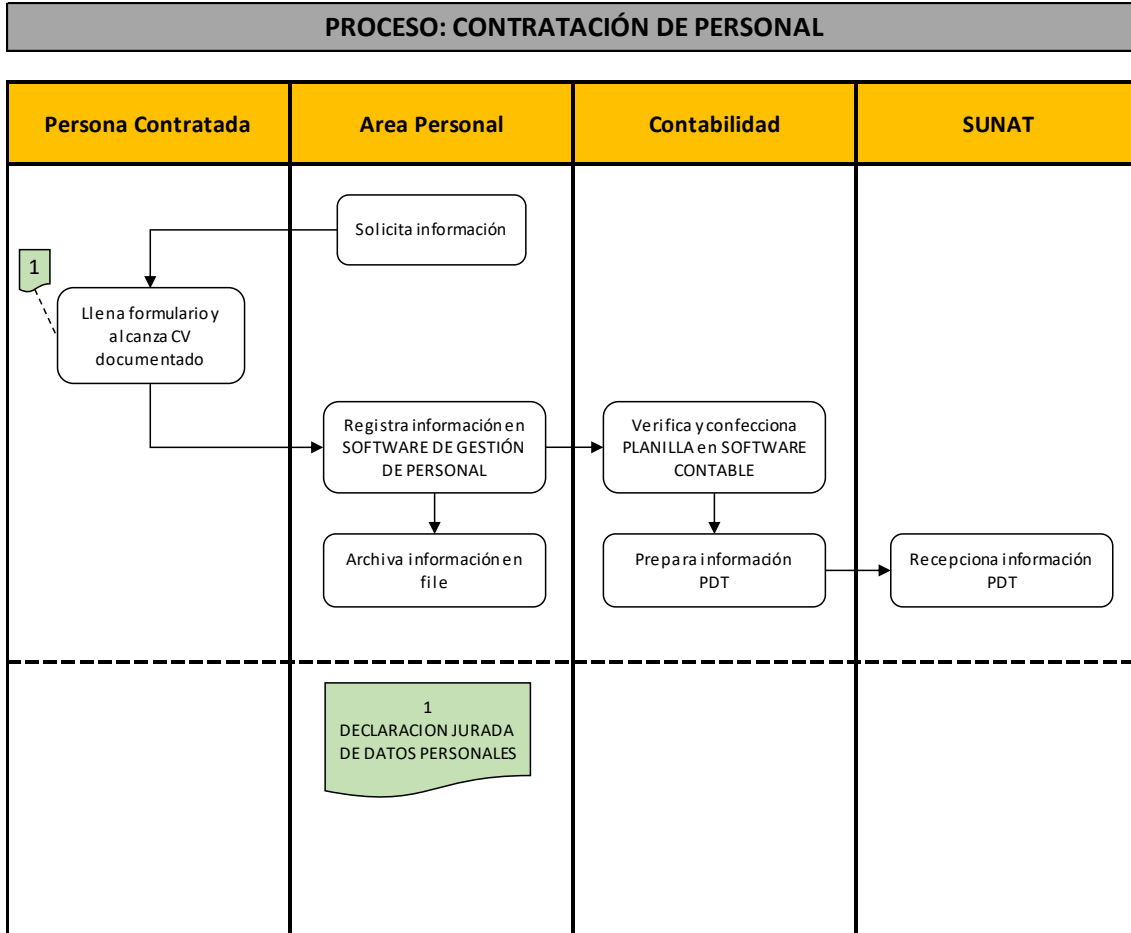 PROCESO: CONTRATACIÓN DE PERSONAL
Persona Contratada
Area Personal
Contabilidad
SUNAT
Solicita información
1
Llena formulario y
alcanza CV
documentado
Registra información en
SOFTWARE DE GESTIÓN
DE PERSONAL
Verifica y confecciona
PLANILLA en SOFTWARE
CONTABLE
Archiva información en
file
Prepara información
PDT
Recepciona información
PDT
1
DECLARACION JURADA
DE DATOS PERSONALES